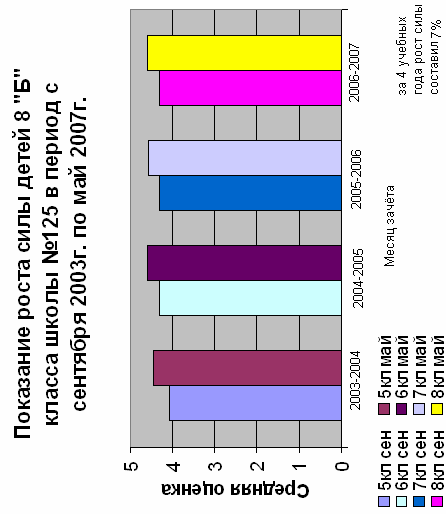 Показание роста силы детей 8 "Б"
класса школы №125 в период с
сентября 2003г. по май 2007г.
Средняя оценка
5
4
3
2
1
0
2003-2004
2004-2005
2005-2006
2006-2007
Месяц зачёта
за 4 учебных
года рост силы
составил 7%
5кл сен 5кл май
6кл сен 6кл май
7кл сен 7кл май
8кл сен 8кл май